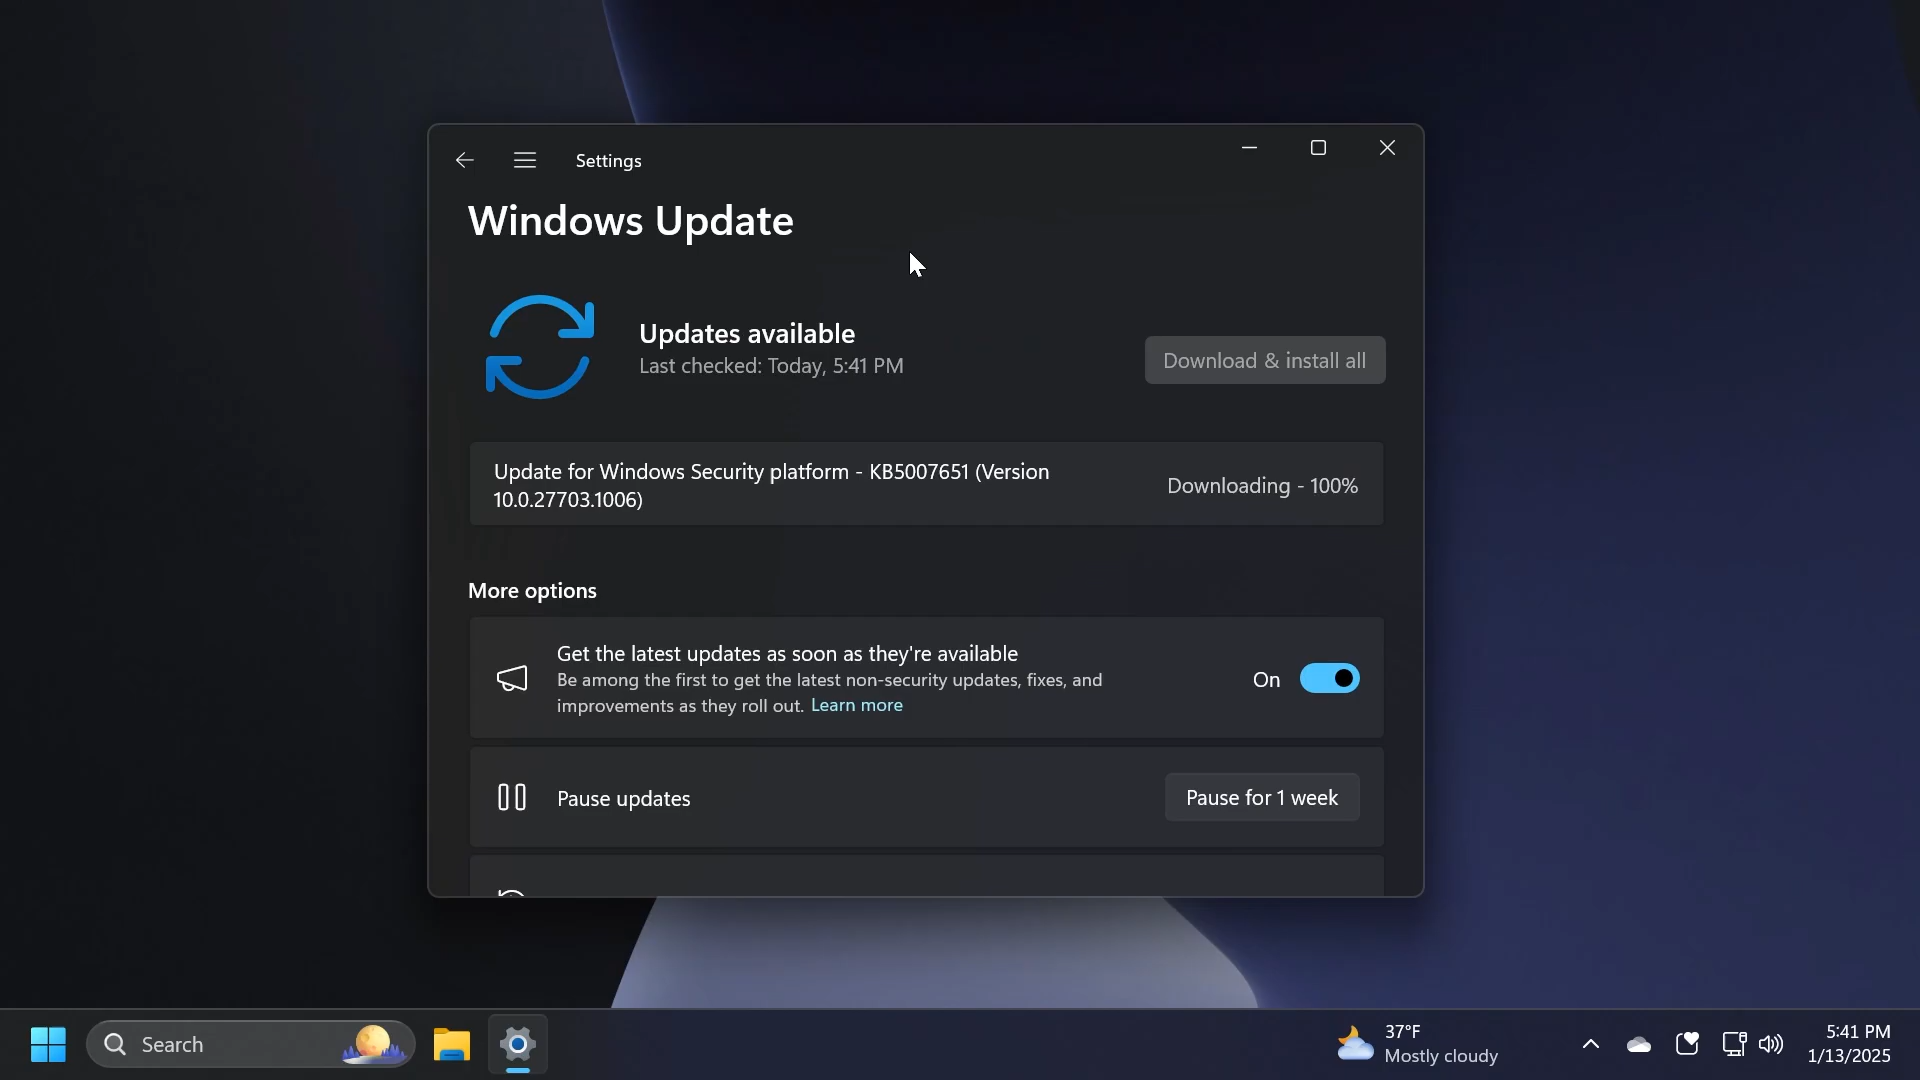 Settings
Windows Update
Updates available
Last checked: Today, 5:41 PM
Download & install all
Update for Windows Security platform - KB5007651 (Version
10.0.27703.1006)
Downloading - 100%
More options
Get the latest updates as soon as they're available
Be among the first to get the latest non-security updates, fixes, and
improvements as they roll out. Learn more
On
Pause updates
Pause for 1 week
Search
37°F
Mostly cloudy
5:41 PM
1/13/2025